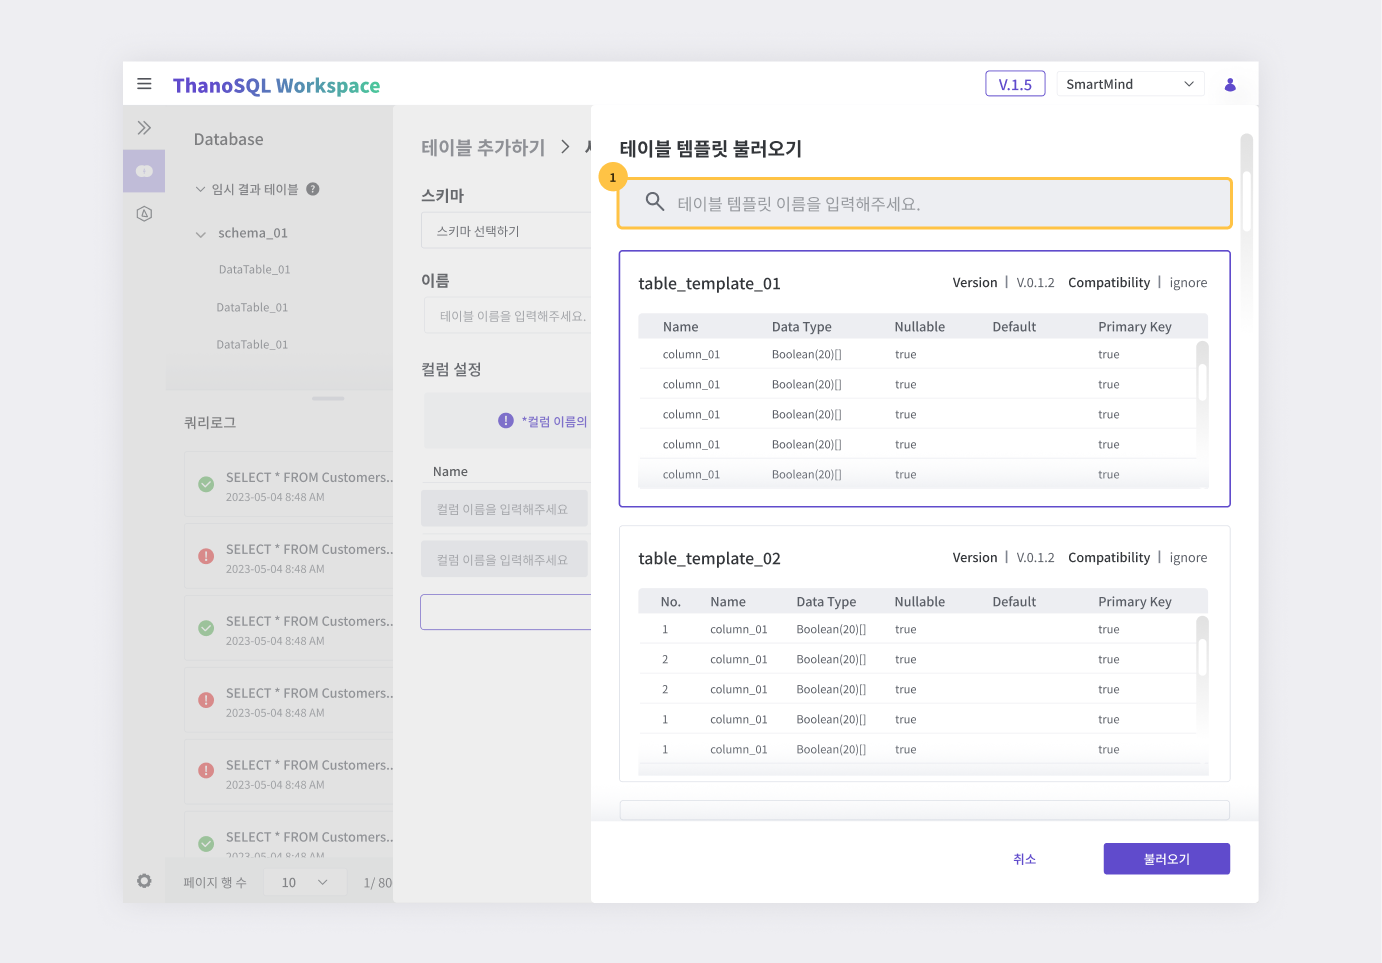 ThanoSQL Workspace
V.1.5
SmartMind
Database
임시 결과 테이블 ?
schema_01
DataTable_01
DataTable_01
DataTable_01
쿼리로그
SELECT * FROM Customers..
2023-05-04 8:48 AM
SELECT * FROM Customers..
2023-05-04 8:48 AM
SELECT * FROM Customers..
2023-05-04 8:48 AM
SELECT * FROM Customers..
2023-05-04 8:48 AM
SELECT * FROM Customers..
2023-05-04 8:48 AM
SELECT * FROM Customers..
2023-05-04 8:48 AM
페이지 행 수 10 1/ 80
테이블 추가하기 >
스키마
스키마 선택하기
이름
테이블 이름을 입력해주세요.
컬럼 설정
! *컬럼 이름의
Name
컬럼 이름을 입력해주세요
컬럼 이름을 입력해주세요
테이블 템플릿 불러오기
1
테이블 템플릿 이름을 입력해주세요.
table_template_01 Version | V.0.1.2 Compatibility | ignore
Name Data Type Nullable Default Primary Key
column_01 Boolean(20)[] true true
column_01 Boolean(20)[] true true
column_01 Boolean(20)[] true true
column_01 Boolean(20)[] true true
column_01 Boolean(20)[] true true
table_template_02 Version | V.0.1.2 Compatibility | ignore
No. Name Data Type Nullable Default Primary Key
1 column_01 Boolean(20)[] true true
2 column_01 Boolean(20)[] true true
2 column_01 Boolean(20)[] true true
1 column_01 Boolean(20)[] true true
1 column_01 Boolean(20)[] true true
취소
불러오기